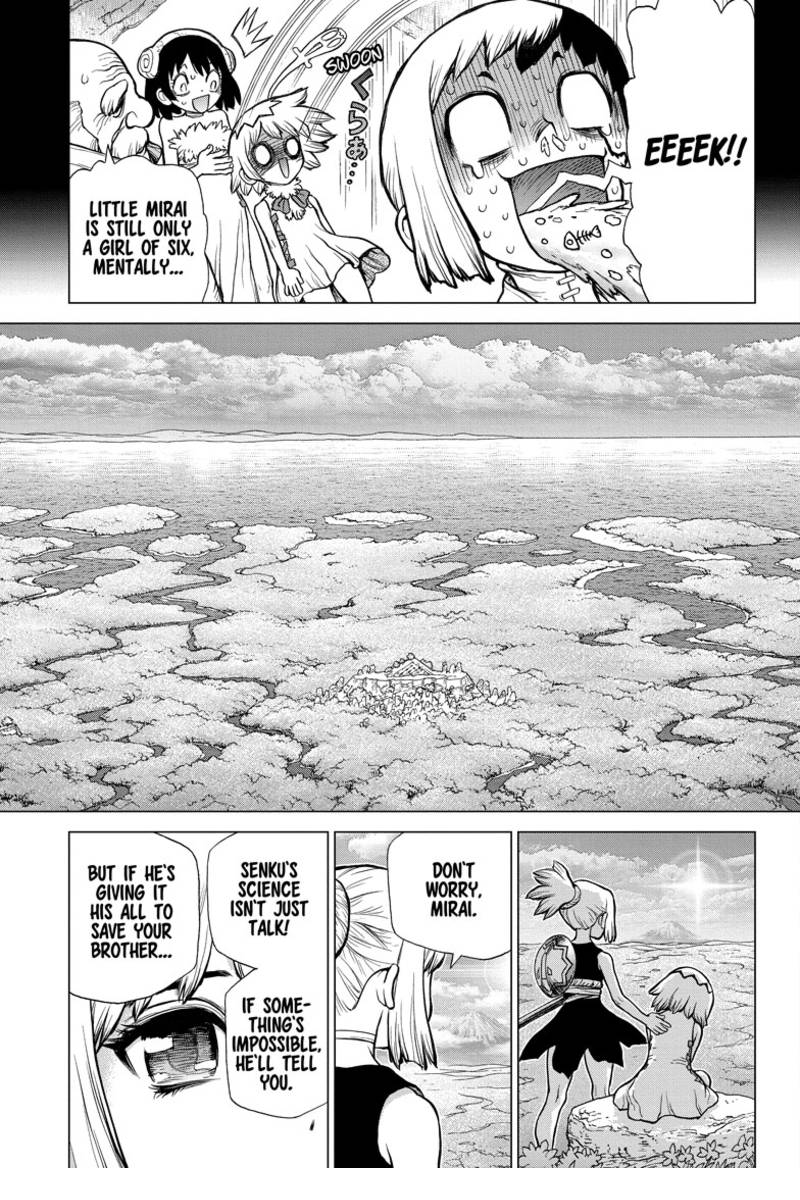 EEEEK!!
SWOON
くらぁ…
LITTLE MIRAI
IS STILL ONLY
A GIRL OF SIX,
MENTALLY...
DON'T
WORRY,
MIRAI.
SENKU'S
SCIENCE
ISN'T JUST
TALK!
IF SOME-
THING'S
IMPOSSIBLE,
HE'LL TELL
YOU.
BUT IF HE'S
GIVING IT
HIS ALL TO
SAVE YOUR
BROTHER...